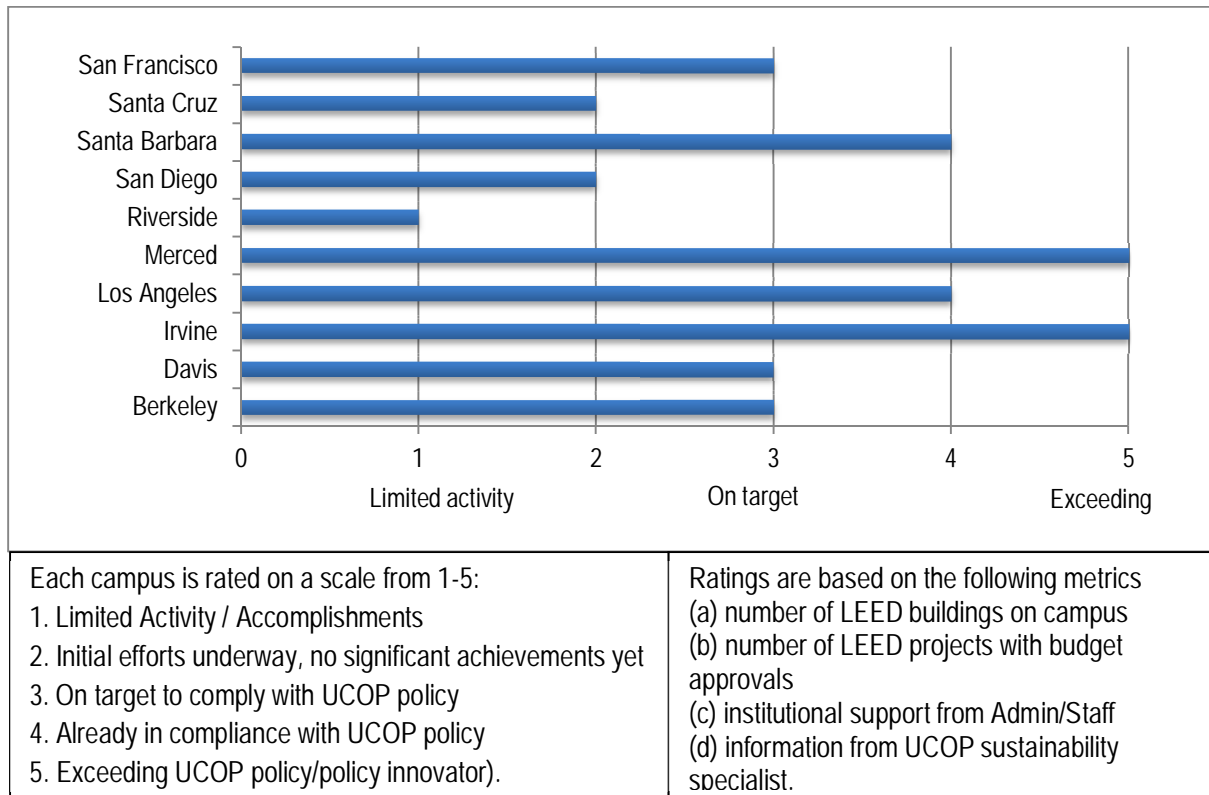 San Francisco
Santa Cruz
Santa Barbara
San Diego
Riverside
Merced
Los Angeles
Irvine
Davis
Berkeley
0 1 2 3 4 5
Limited activity On target Exceeding
Each campus is rated on a scale from 1-5:
1. Limited Activity / Accomplishments
2. Initial efforts underway, no significant achievements yet
3. On target to comply with UCOP policy
4. Already in compliance with UCOP policy
5. Exceeding UCOP policy/policy innovator).
Ratings are based on the following metrics
(a) number of LEED buildings on campus
(b) number of LEED projects with budget
approvals
(c) institutional support from Admin/Staff
(d) information from UCOP sustainability
specialist.